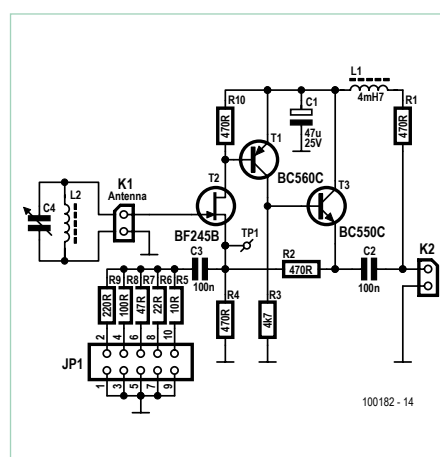 L1
4mH7
R10
470R
C1
47u
25V
R1
470R
T1
BC560C
L2
C4
K1
Antenna
T2
BF245B
T3
BC550C
TP1
C3
100n
R2
470R
C2
100n
K2
R9
R8
R7
R6
R5
220R
100R
47R
22R
10R
R4
470R
R3
4k7
2
4
6
8
10
JP1
1
3
5
7
9
100182 - 14